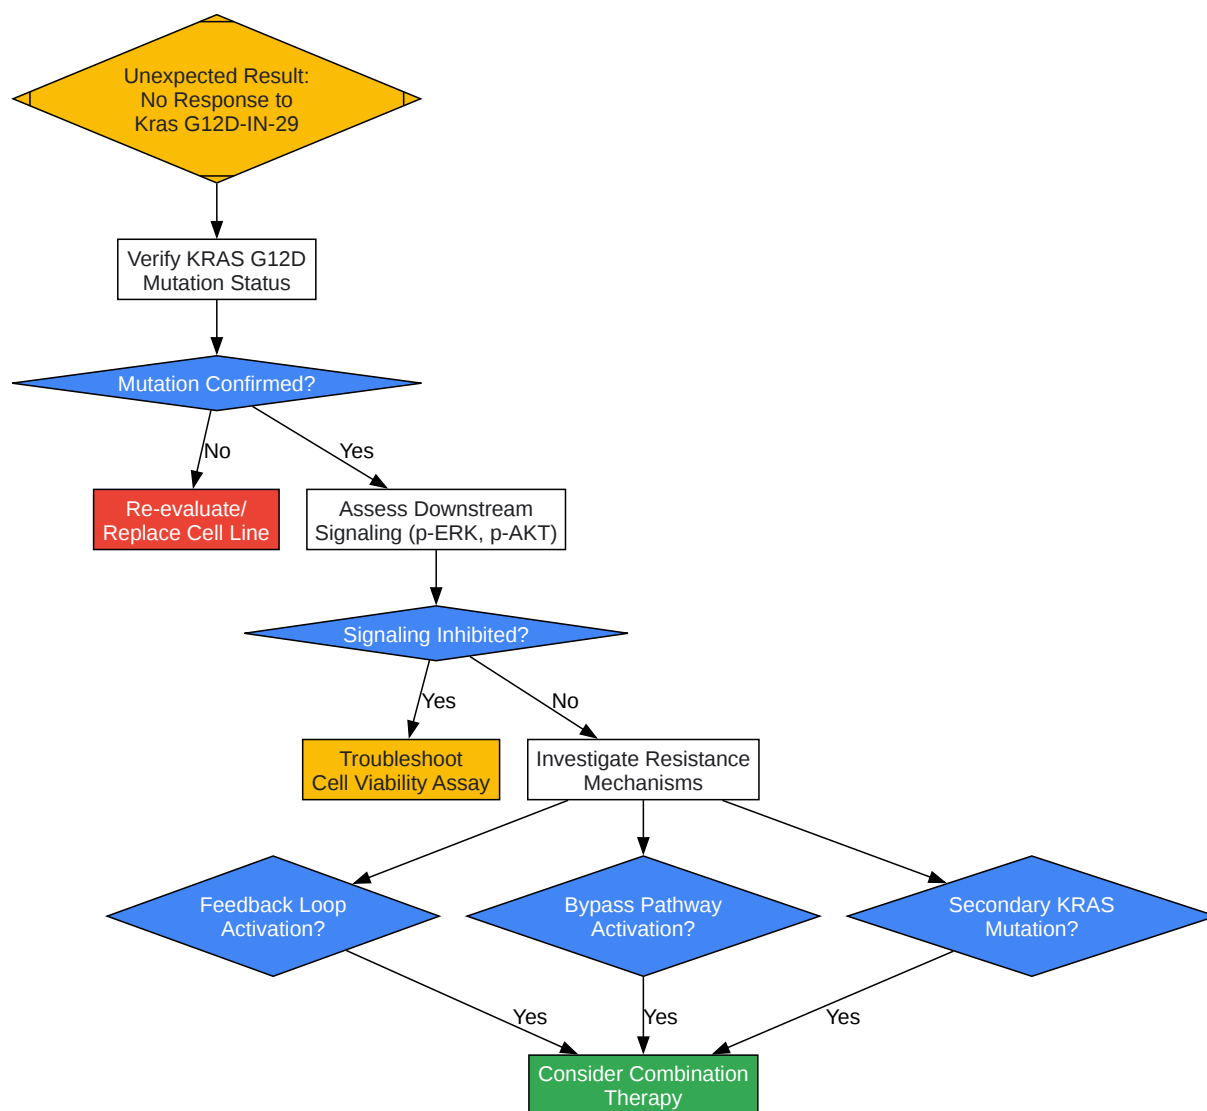 Unexpected Result:
No Response to
Kras G12D-IN-29
Verify KRAS G12D
Mutation Status
Mutation Confirmed?
No
Yes
Re-evaluate/
Replace Cell Line
Assess Downstream
Signaling (p-ERK, p-AKT)
Signaling Inhibited?
Yes
No
Troubleshoot
Cell Viability Assay
Investigate Resistance
Mechanisms
Feedback Loop
Activation?
Bypass Pathway
Activation?
Secondary KRAS
Mutation?
Yes
Yes
Yes
Consider Combination
Therapy